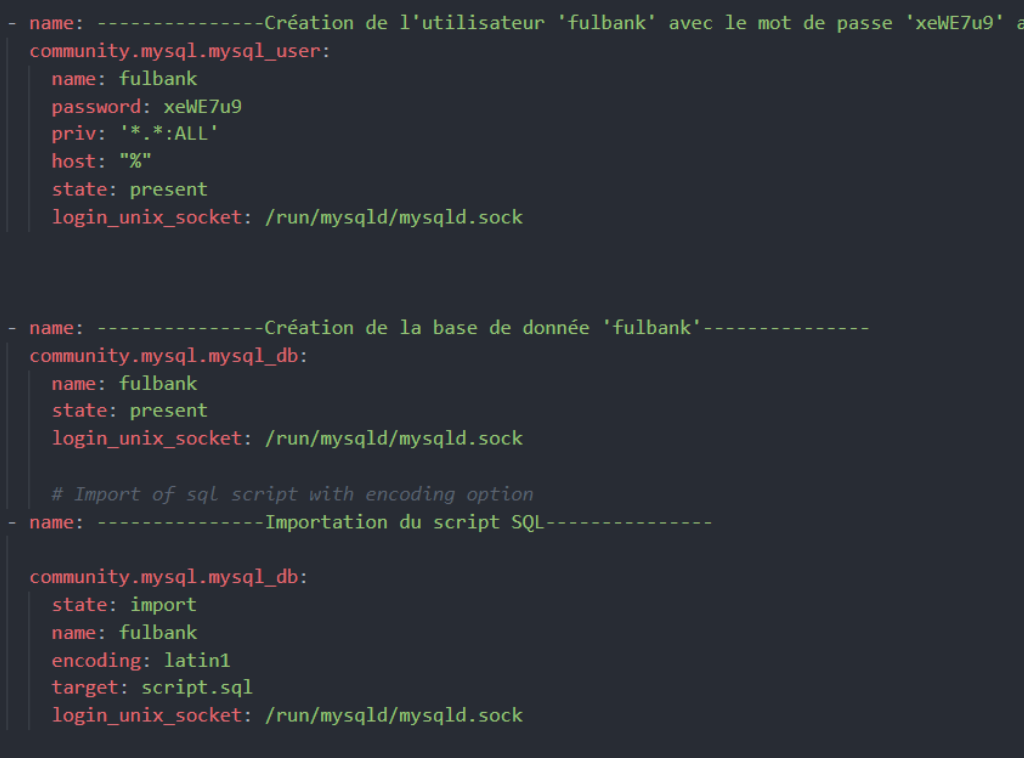 - name: ---------------Création de l'utilisateur 'fulbank' avec le mot de passe 'xeWE7u9' a
community.mysql.mysql_user:
name: fulbank
password: xeWE7u9
priv: '*.*:ALL'
host: "%"
state: present
login_unix_socket: /run/mysqld/mysqld.sock
- name: ---------------Création de la base de donnée 'fulbank'---------------
community.mysql.mysql_db:
name: fulbank
state: present
login_unix_socket: /run/mysqld/mysqld.sock
# Import of sql script with encoding option
- name: ---------------Importation du script SQL---------------
community.mysql.mysql_db:
state: import
name: fulbank
encoding: latin1
target: script.sql
login_unix_socket: /run/mysqld/mysqld.sock